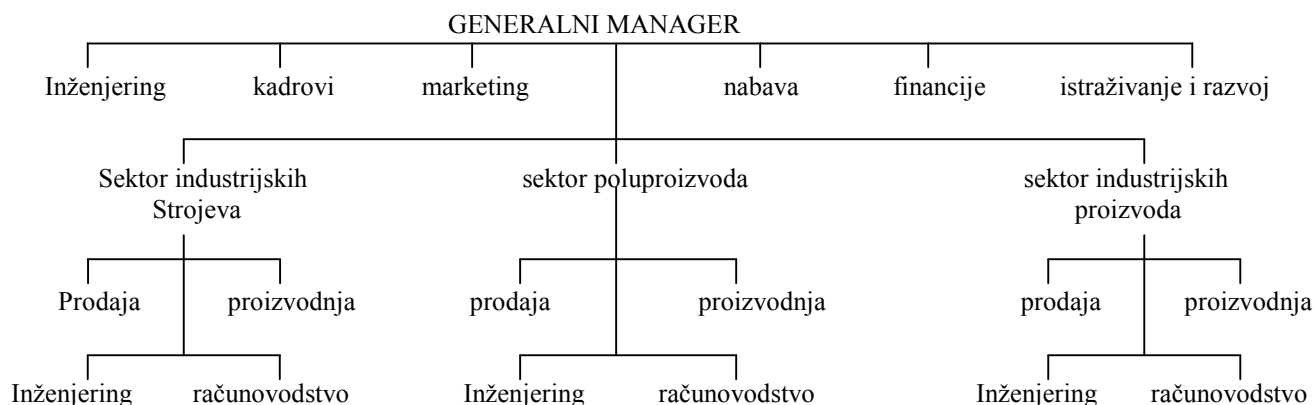 GENERALNI MANAGER
Inženjering kadrovi marketing nabava financije istraživanje i razvoj
Sektor industrijskih sektor poluproizvoda sektor industrijskih
Strojeva proizvoda
Prodaja proizvodnja prodaja proizvodnja prodaja proizvodnja
Inženjering računovodstvo Inženjering računovodstvo Inženjering računovodstvo